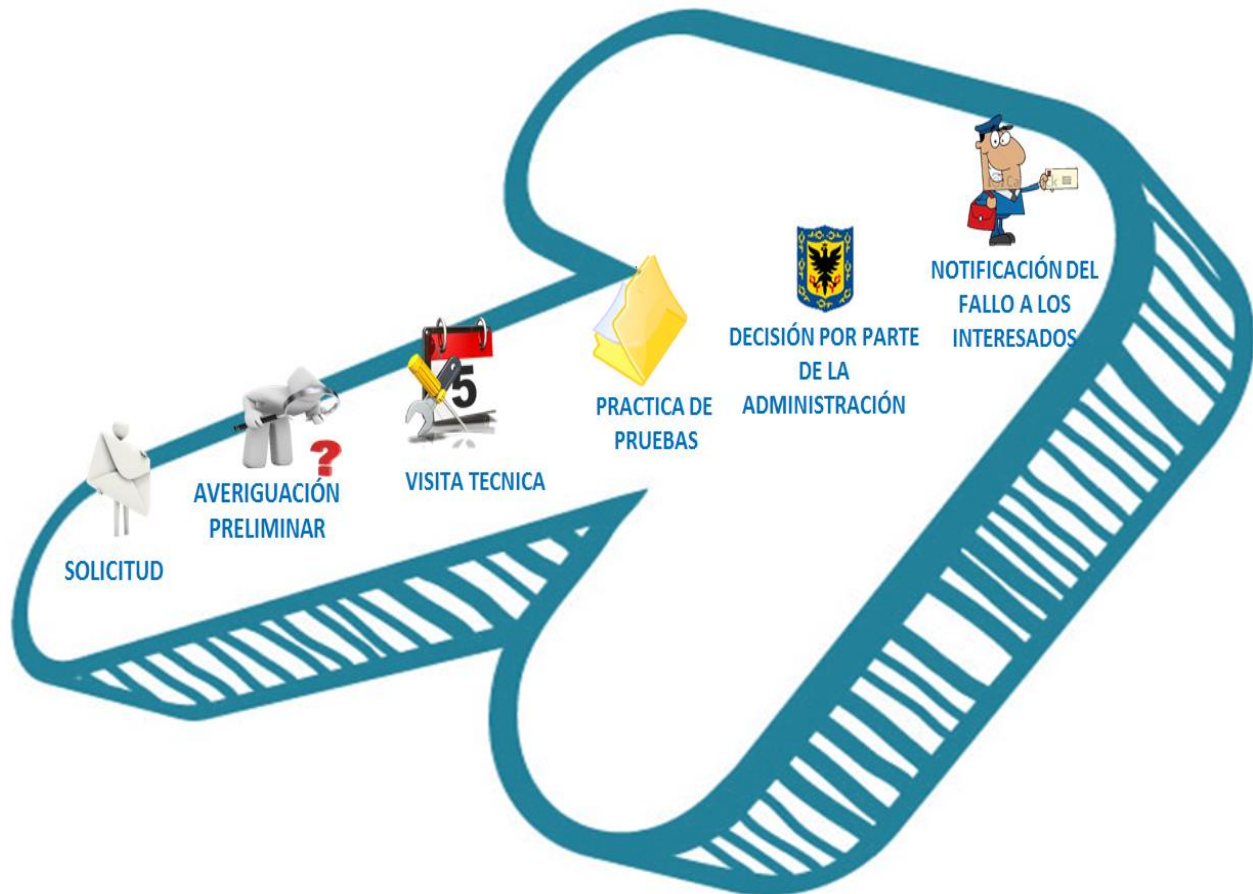 SOLICITUD
AVERIGUACIÓN
PRELIMINAR
?
VISITA TECNICA
5
PRACTICA DE
PRUEBAS
DECISIÓN POR PARTE
DE LA
ADMINISTRACIÓN
NOTIFICACIÓN DEL
FALLO A LOS
INTERESADOS